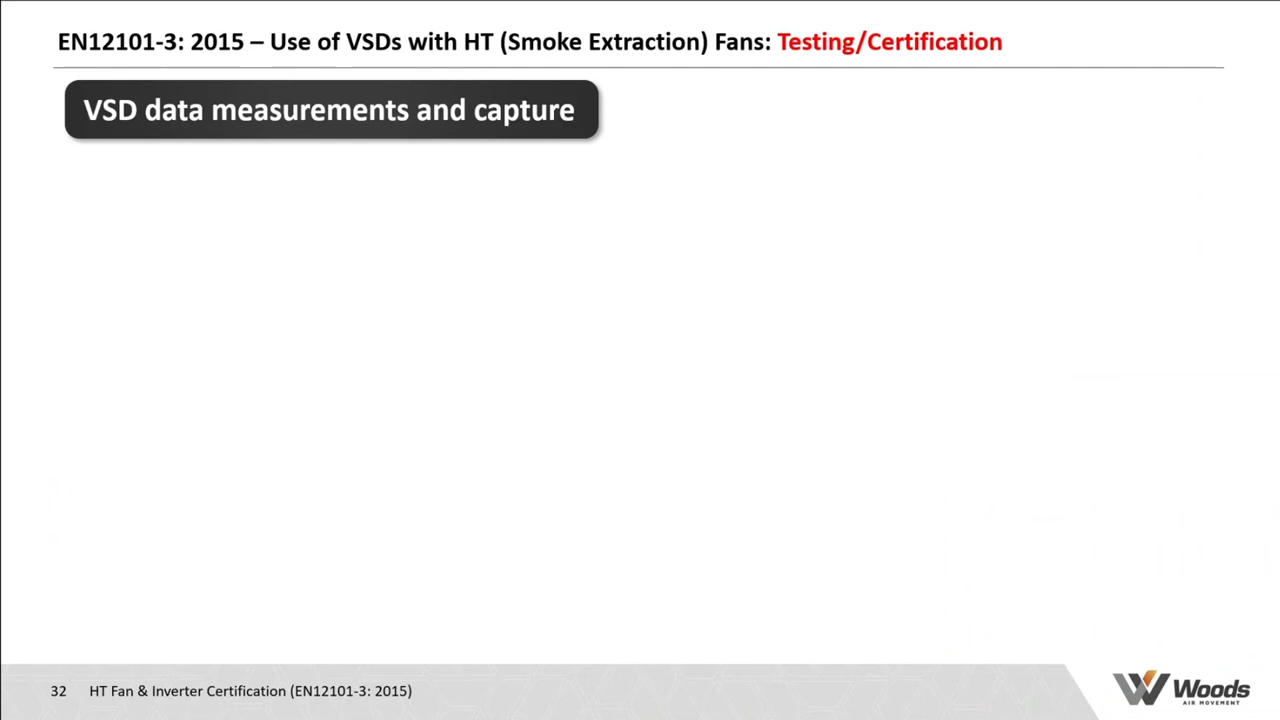 EN12101-3: 2015 – Use of VSDs with HT (Smoke Extraction) Fans: Testing/Certification
VSD data measurements and capture
32 HT Fan & Inverter Certification (EN12101-3: 2015)
Woods
AIR MOVEMENT